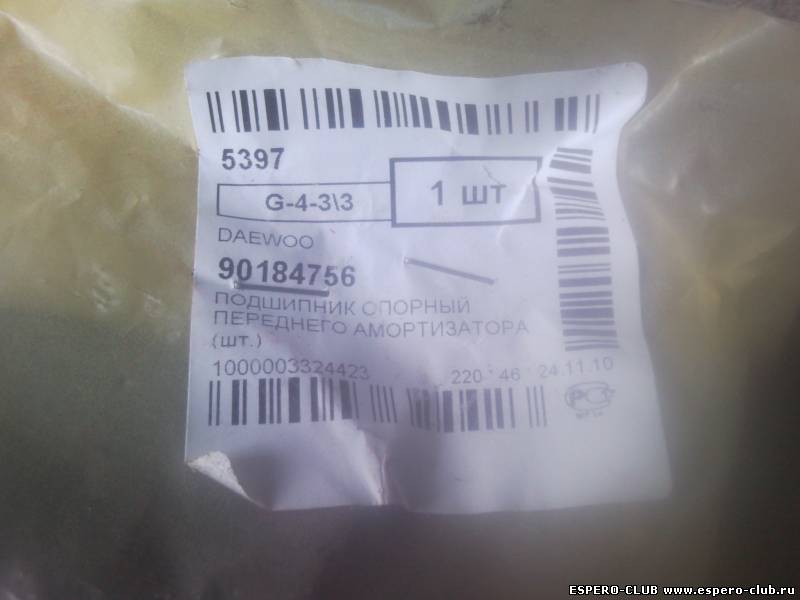 5397
1 шт
G-4-3\3
DAEWOO
90184756
ПОДШИПНИК ОПОРНЫЙ
ПЕРЕДНЕГО АМОРТИЗАТОРА
(шт.)
1000003324423 220 46 24.11.10
РСТ
ESPERO-CLUB www.espero-club.ru